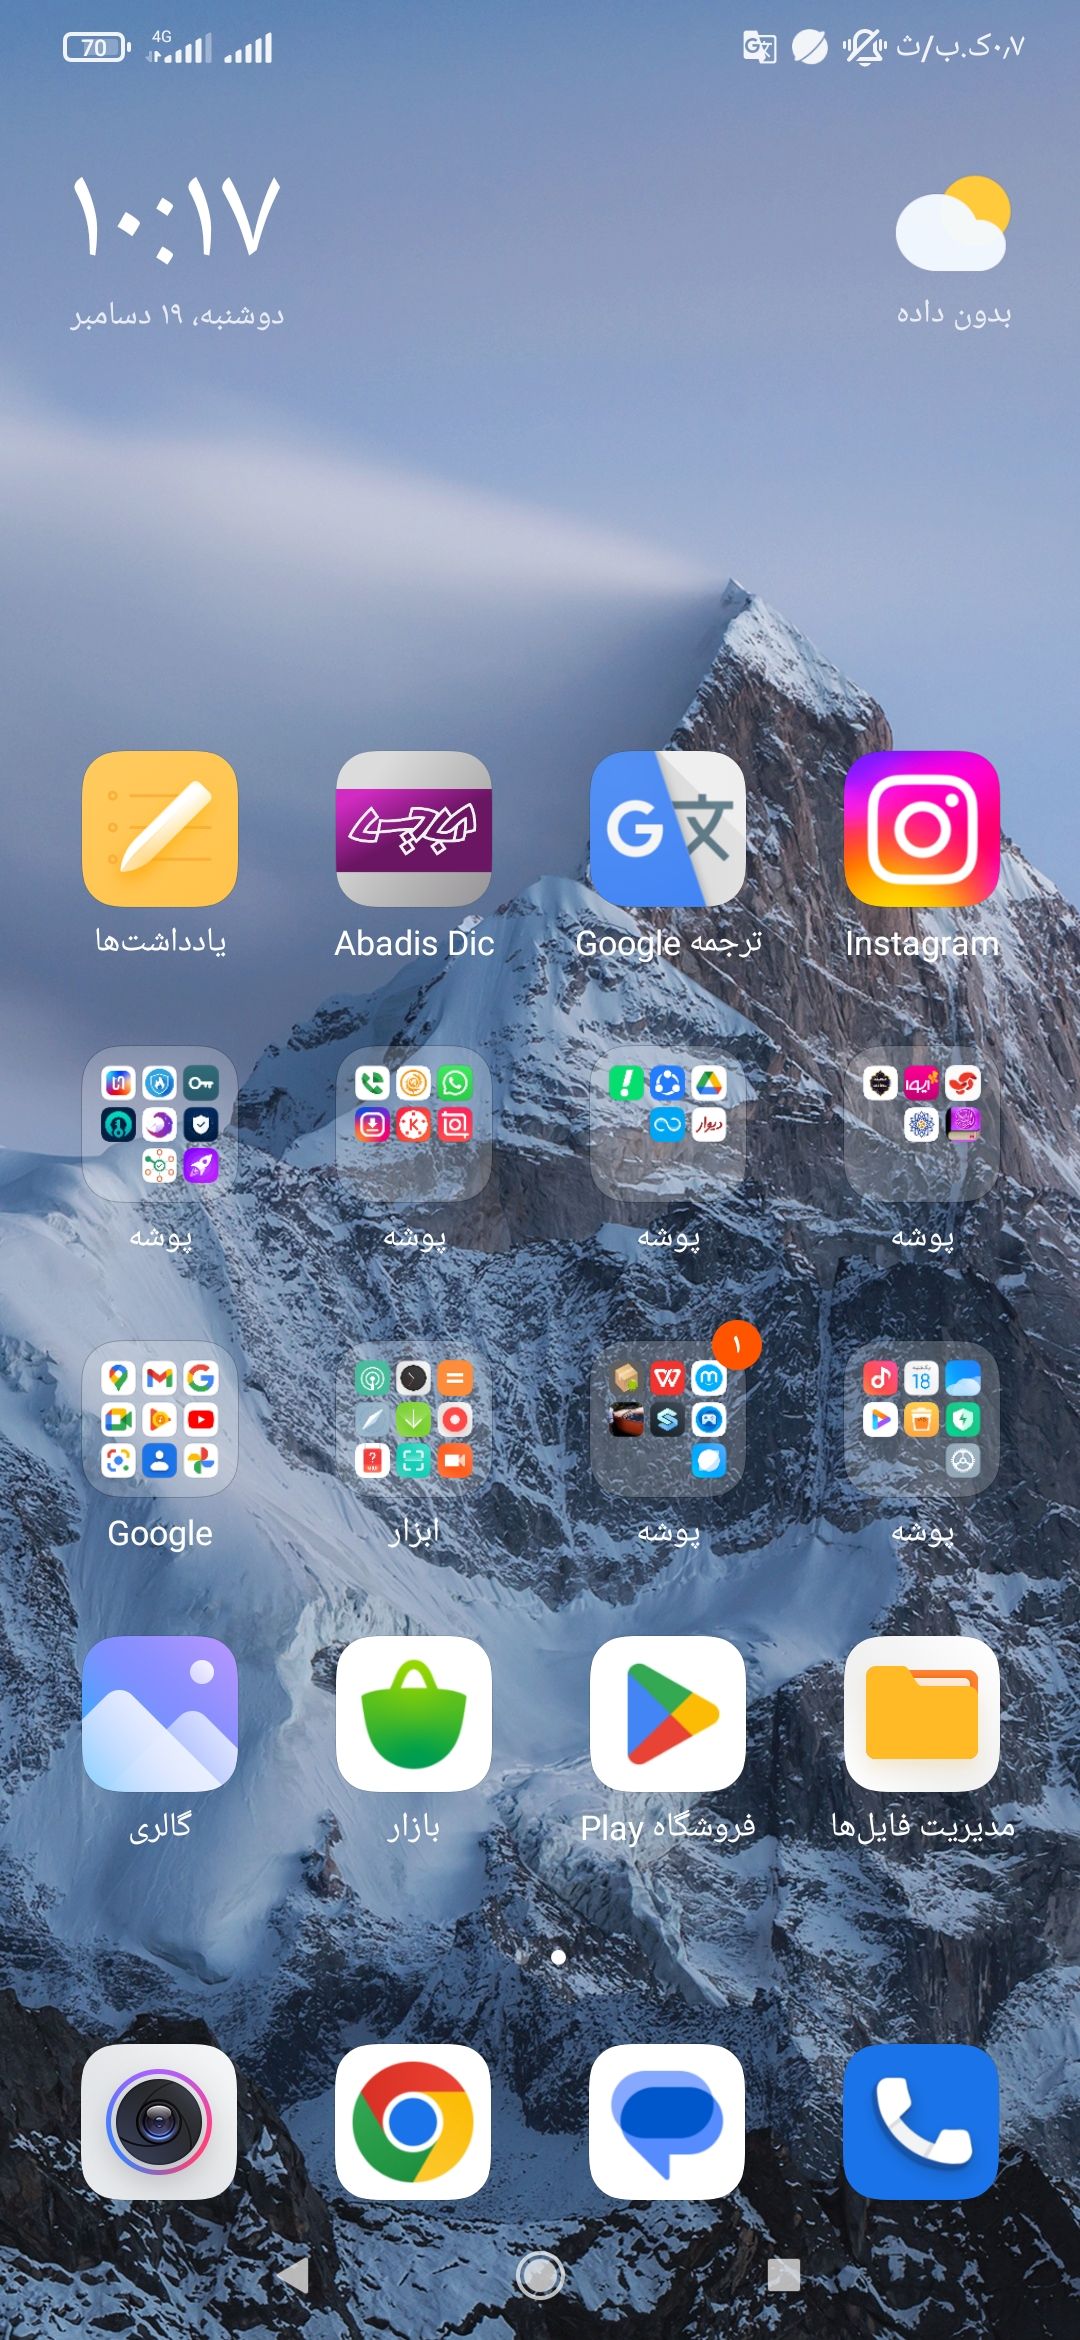 70 4G ۰٫۷ک.ب/ث
۱۰:۱۷
دوشنبه، ۱۹ دسامبر
بدون داده
یادداشت‌ها
Abadis Dic
ترجمه Google
Instagram
دیوار
پوشه
پوشه
پوشه
پوشه
۱
18
Google
ابزار
پوشه
پوشه
گالری
بازار
فروشگاه Play
مدیریت فایل‌ها